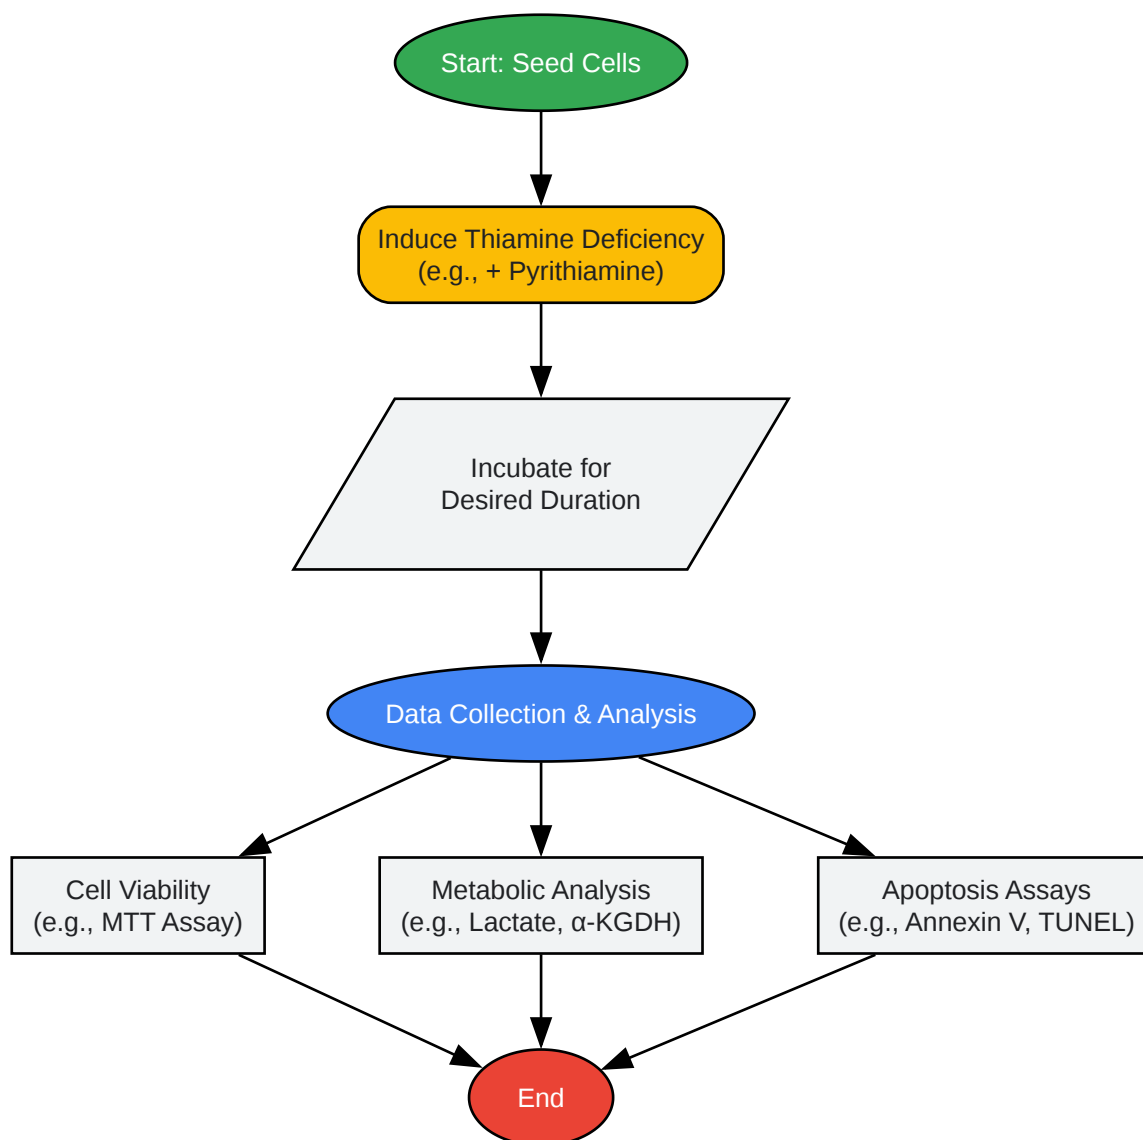 Start: Seed Cells
Induce Thiamine Deficiency
(e.g., + Pyrithiamine)
Incubate for
Desired Duration
Data Collection & Analysis
Cell Viability
(e.g., MTT Assay)
Metabolic Analysis
(e.g., Lactate, α-KGDH)
Apoptosis Assays
(e.g., Annexin V, TUNEL)
End